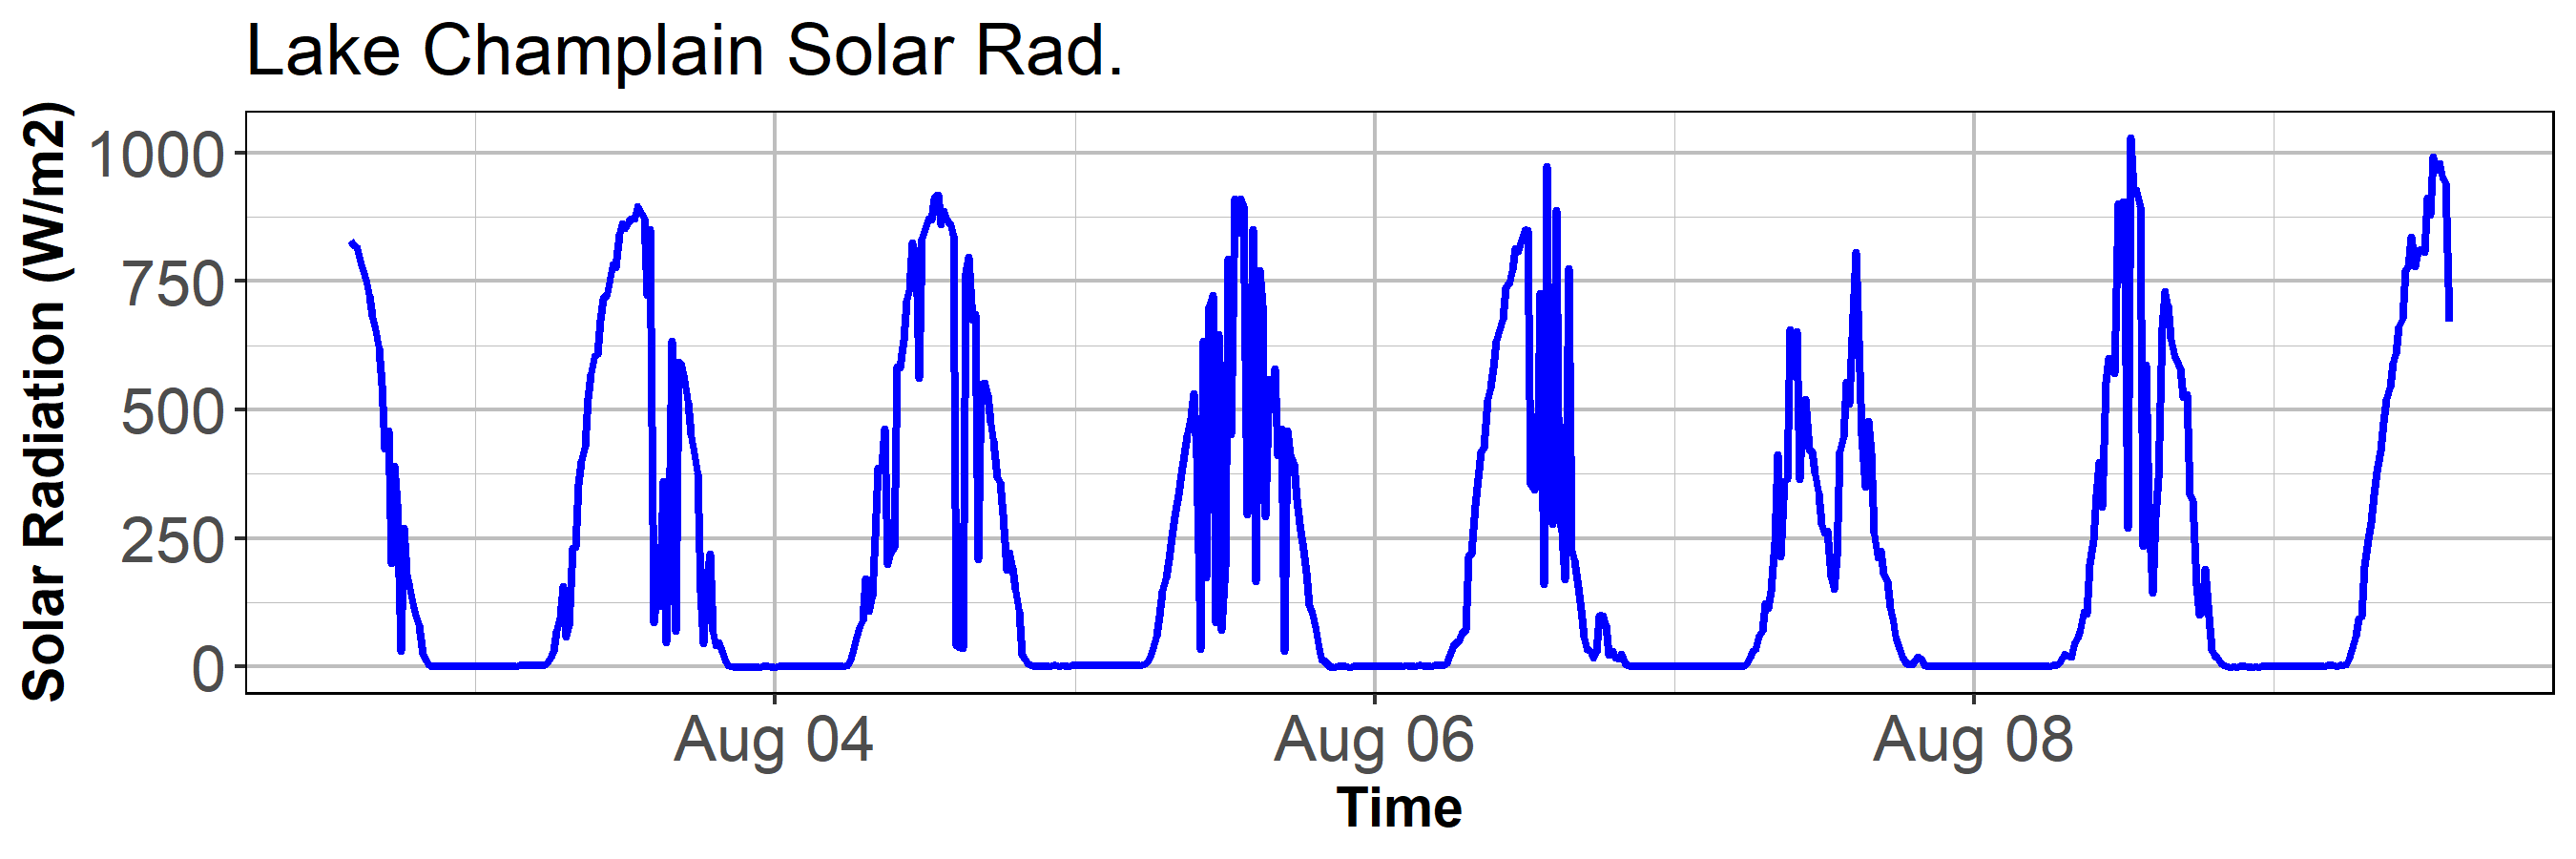 Lake Champlain Solar Rad.
Solar Radiation (W/m2)
1000
750
500
250
0
Aug 04
Aug 06
Aug 08
Time